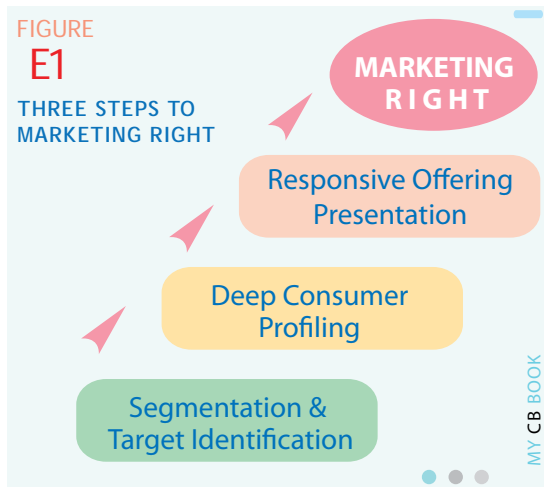 FIGURE
E1
THREE STEPS TO
MARKETING RIGHT
MARKETING
RIGHT
Responsive Offering
Presentation
Deep Consumer
Profiling
Segmentation &
Target Identification
MY CB BOOK